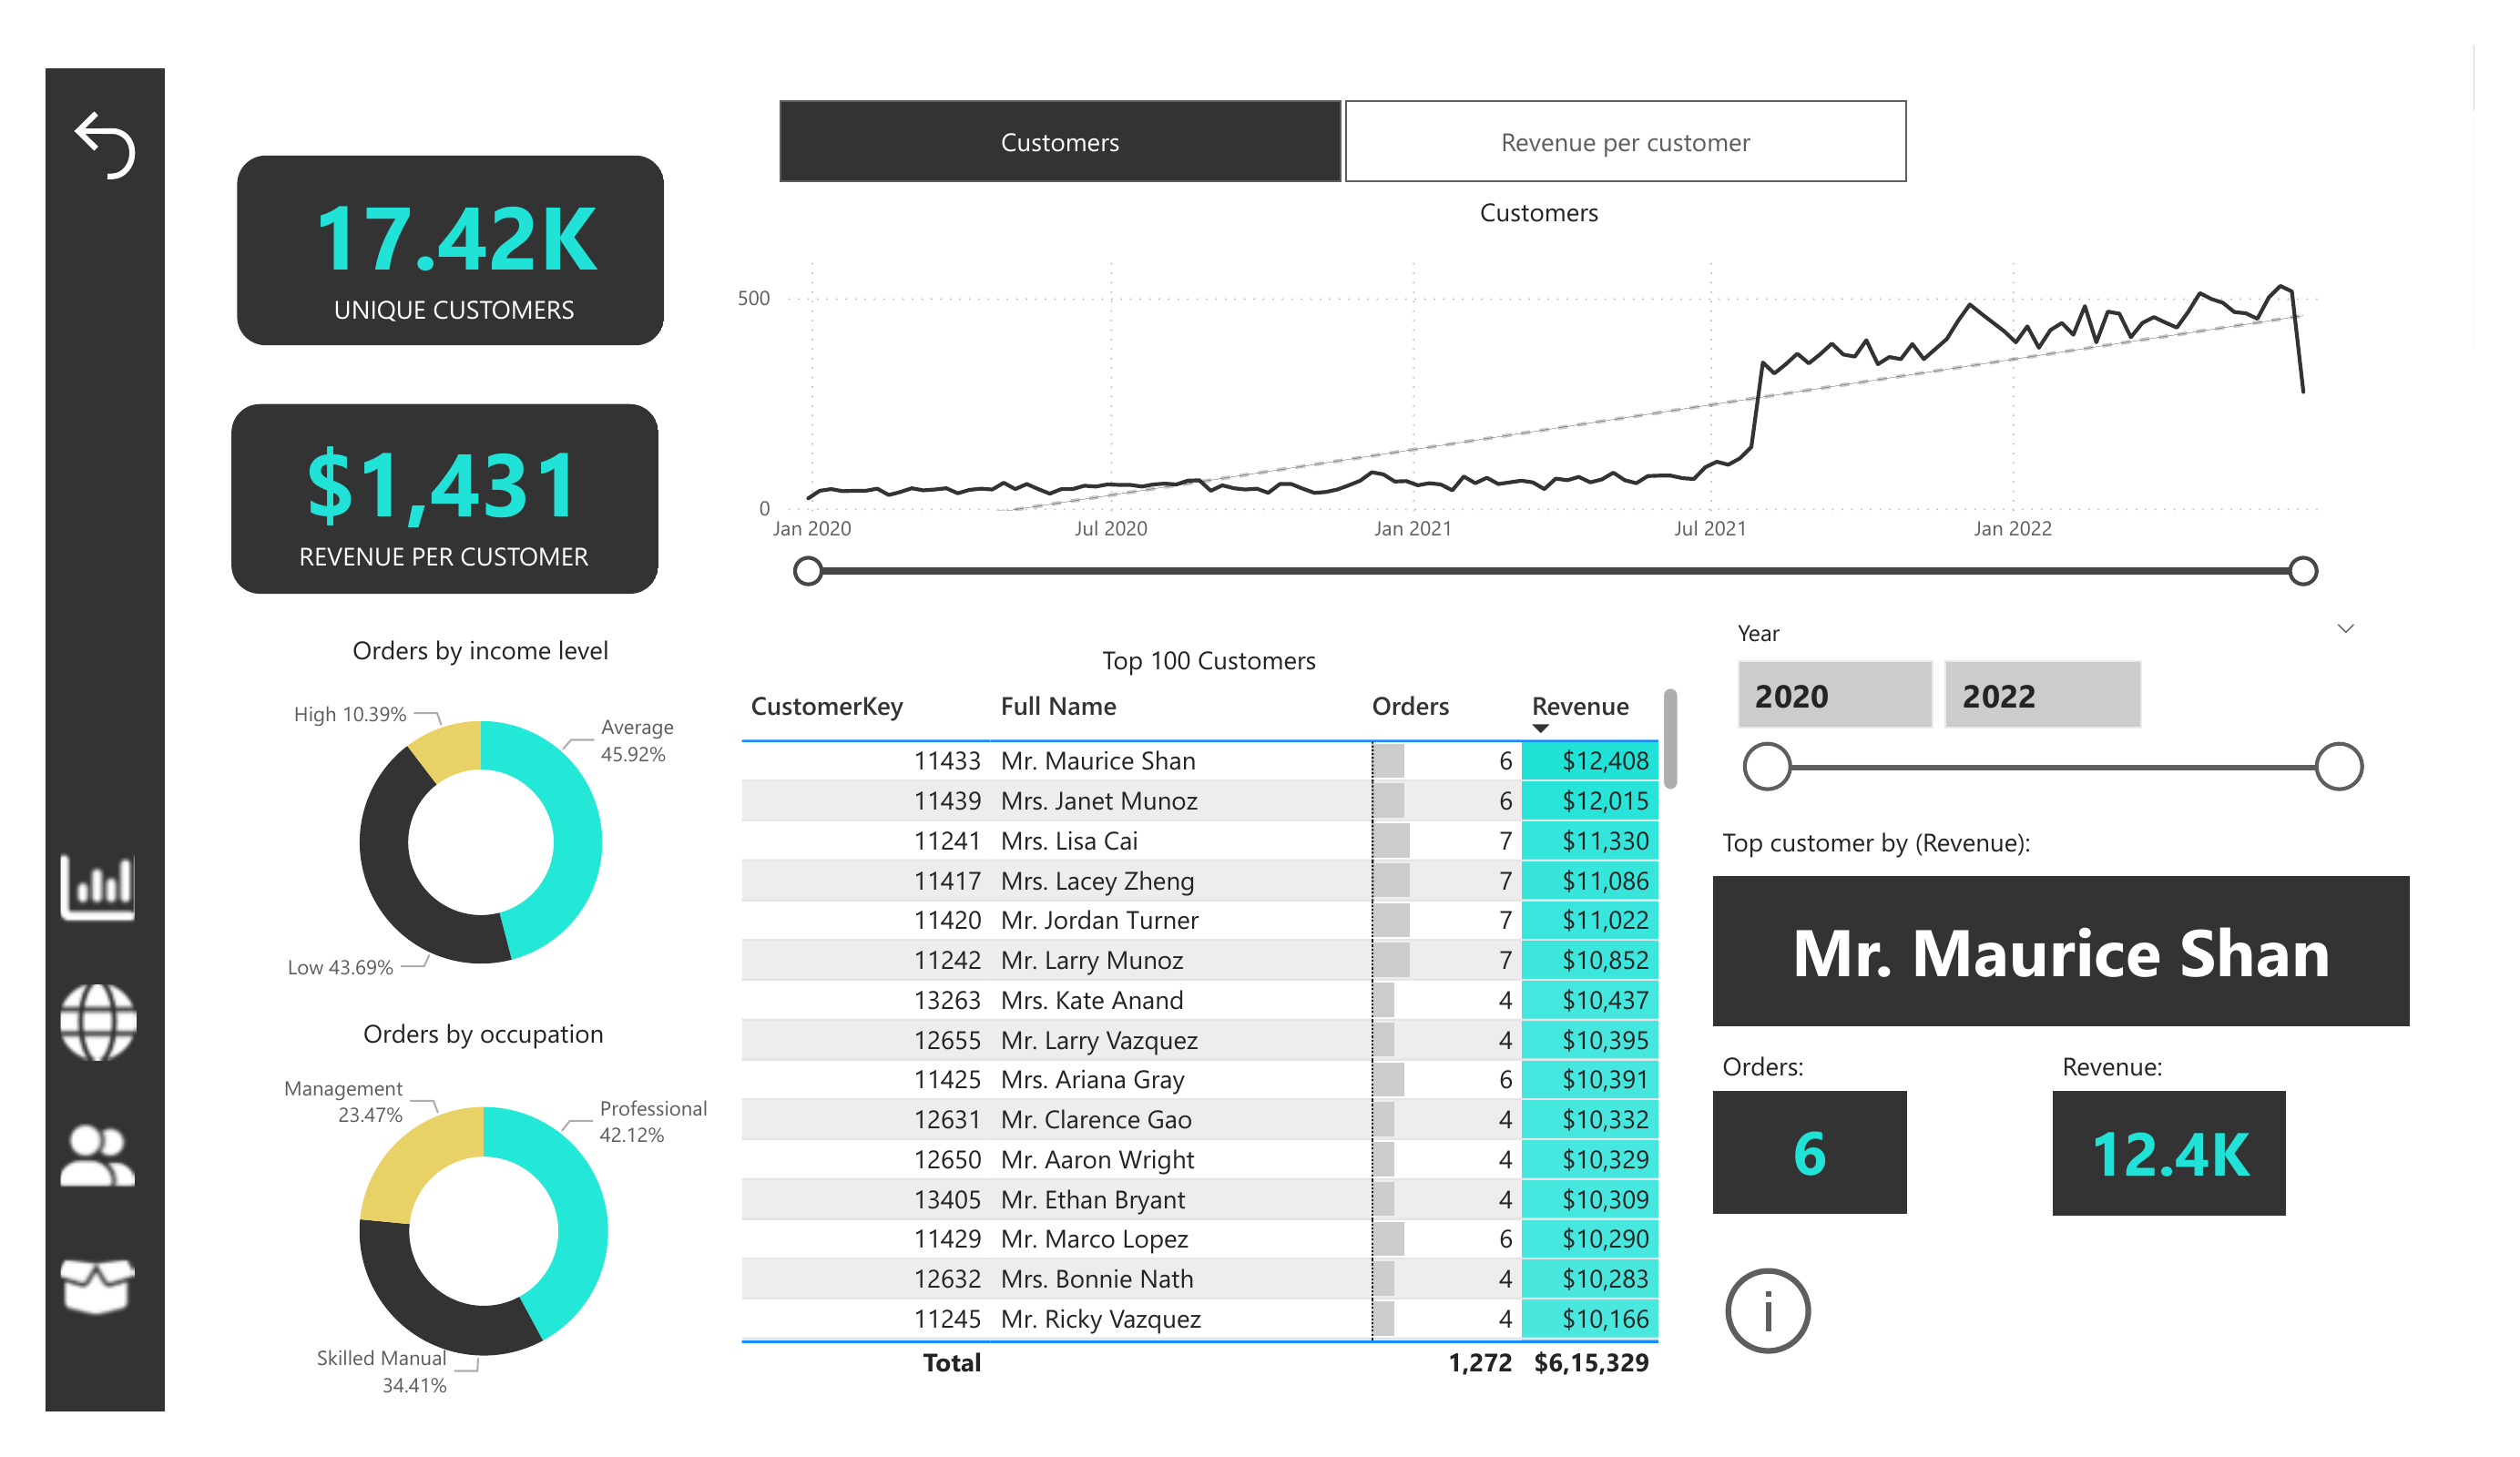 17.42K
UNIQUE CUSTOMERS
$1,431
REVENUE PER CUSTOMER
Customers
Revenue per customer
Customers
500
0
Jan 2020
Jul 2020
Jan 2021
Jul 2021
Jan 2022
Orders by income level
High 10.39%
Average
45.92%
Low 43.69%
Orders by occupation
Management
23.47%
Professional
42.12%
Skilled Manual
34.41%
Top 100 Customers
CustomerKey Full Name Orders Revenue
11433 Mr. Maurice Shan 6 $12,408
11439 Mrs. Janet Munoz 6 $12,015
11241 Mrs. Lisa Cai 7 $11,330
11417 Mrs. Lacey Zheng 7 $11,086
11420 Mr. Jordan Turner 7 $11,022
11242 Mr. Larry Munoz 7 $10,852
13263 Mrs. Kate Anand 4 $10,437
12655 Mr. Larry Vazquez 4 $10,395
11425 Mrs. Ariana Gray 6 $10,391
12631 Mr. Clarence Gao 4 $10,332
12650 Mr. Aaron Wright 4 $10,329
13405 Mr. Ethan Bryant 4 $10,309
11429 Mr. Marco Lopez 6 $10,290
12632 Mrs. Bonnie Nath 4 $10,283
11245 Mr. Ricky Vazquez 4 $10,166
Total 1,272 $6,15,329
Year
2020
2022
Top customer by (Revenue):
Mr. Maurice Shan
Orders:
6
Revenue:
12.4K
i